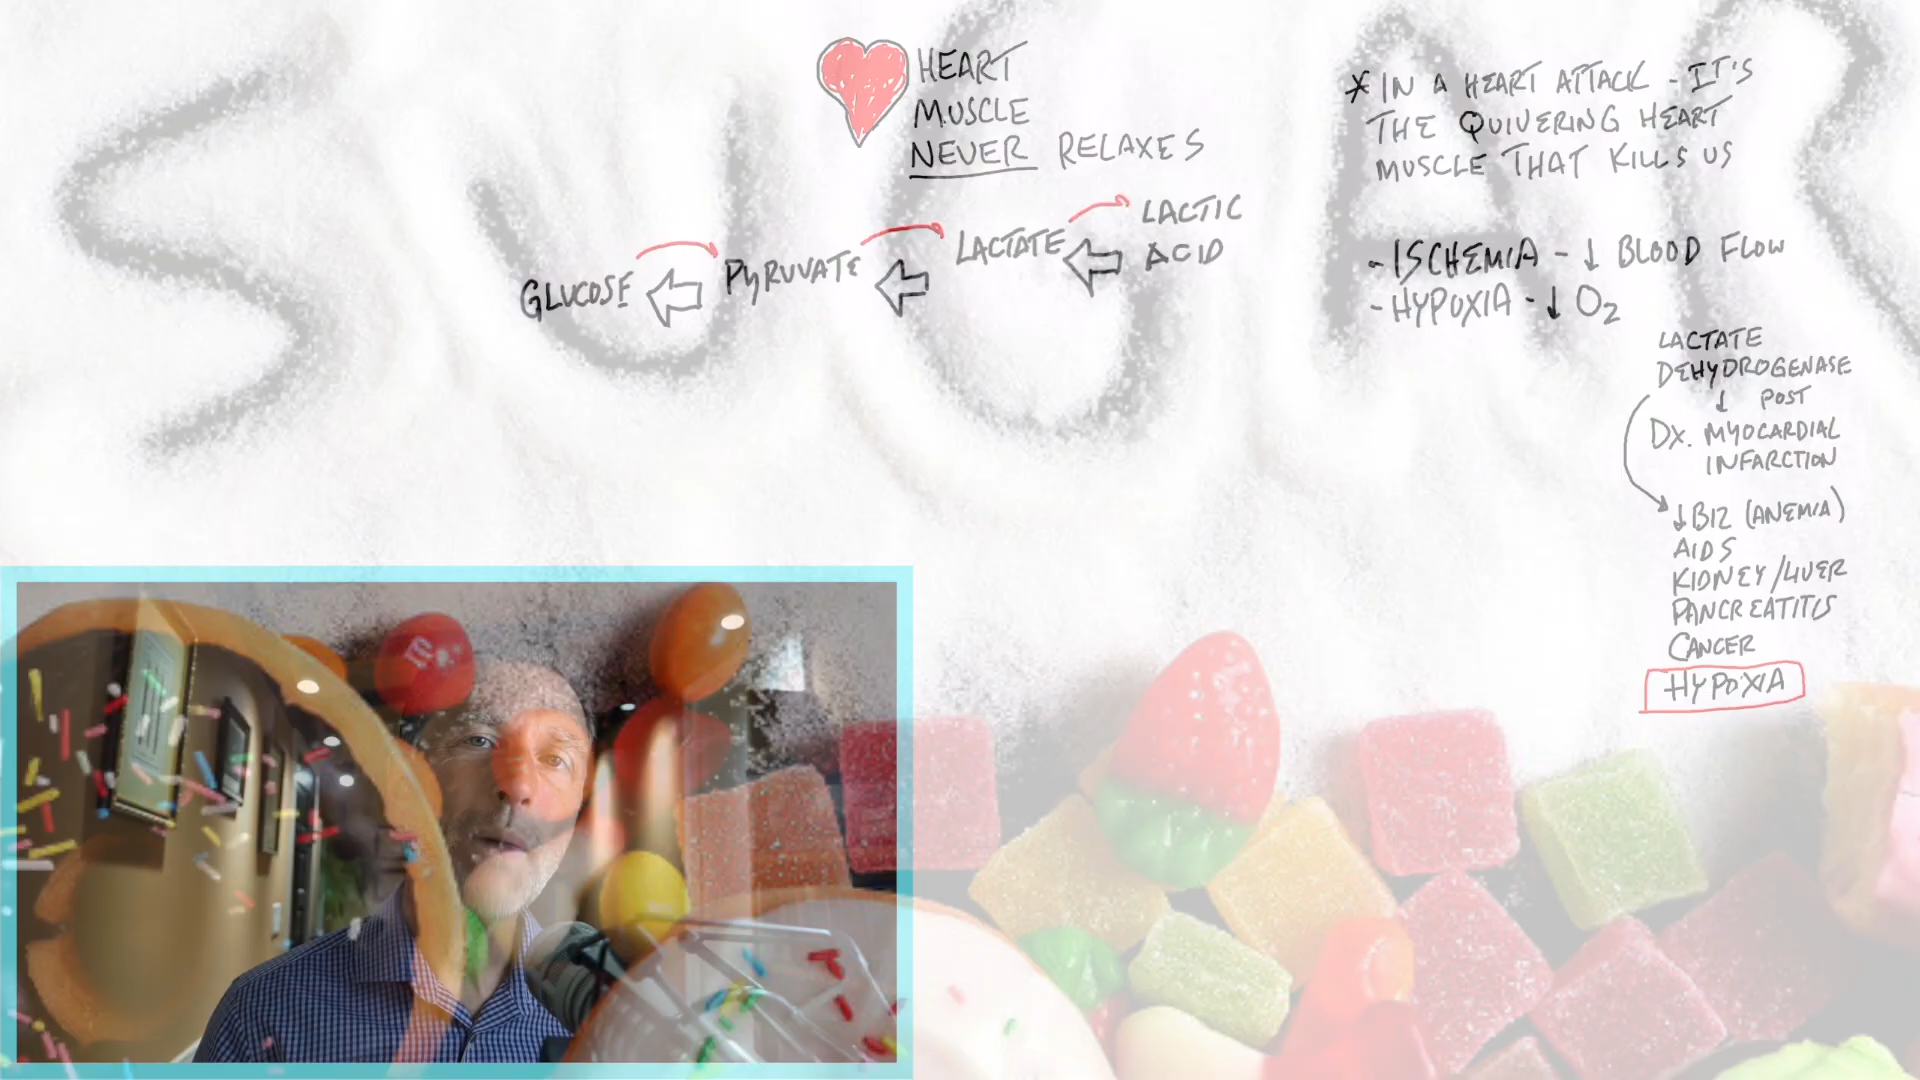 SUGAR
HEART
MUSCLE
NEVER RELAXES
GLUCOSE
PYRUVATE
LACTATE
LACTIC
ACID
* IN A HEART ATTACK - IT'S
THE QUIVERING HEART
MUSCLE THAT KILLS US
- ISCHEMIA - ↓ BLOOD FLOW
- HYPOXIA - ↓ O2
LACTATE
DEHYDROGENASE
↓ POST
DX. MYOCARDIAL
INFARCTION
↓ B12 (ANEMIA)
AIDS
KIDNEY/LIVER
PANCREATITIS
CANCER
HYPOXIA
m